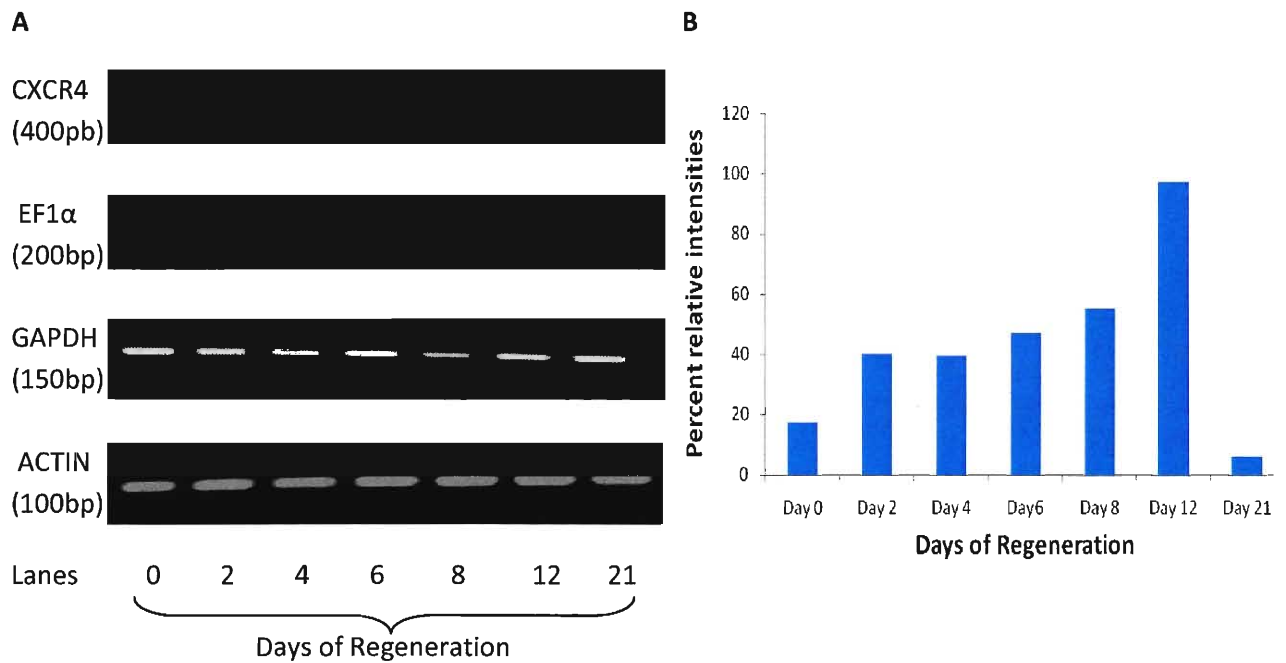 A
CXCR4
(400pb)
EF1α
(200bp)
GAPDH
(150bp)
ACTIN
(100bp)
Lanes 0 2 4 6 8 12 21
Days of Regeneration
B
Percent relative intensities
120
100
80
60
40
20
0
Day 0 Day 2 Day 4 Day6 Day 8 Day 12 Day 21
Days of Regeneration